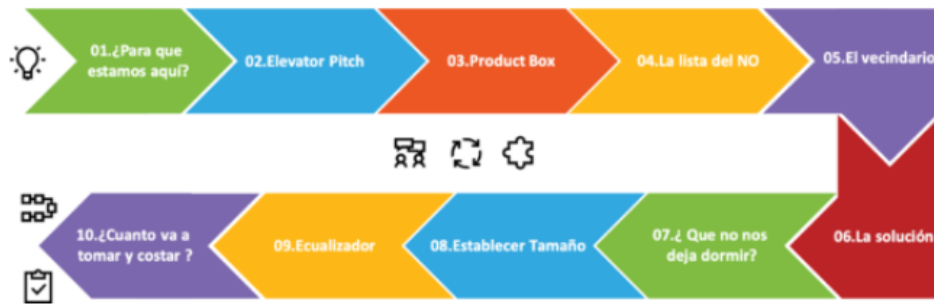 01.¿Para que
estamos aquí?
02.Elevator Pitch
03.Product Box
04.La lista del NO
05.El vecindario
06.La solución
07.¿ Que no nos
deja dormir?
08.Establecer Tamaño
09.Ecualizador
10.¿Cuanto va a
tomar y costar ?